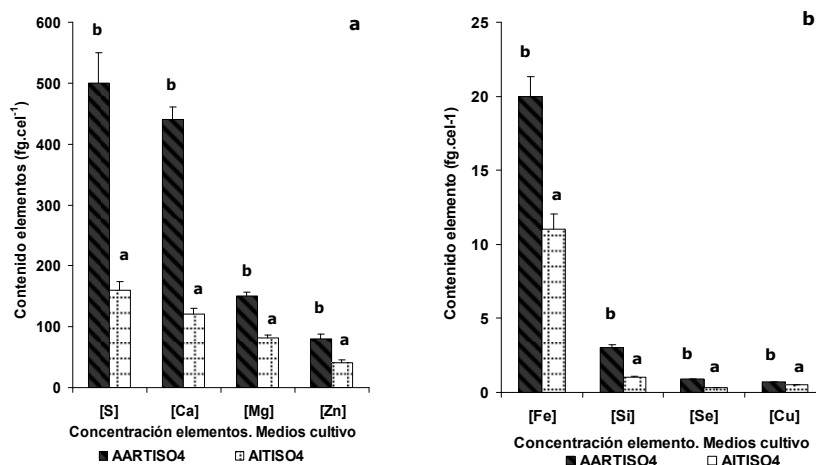 a
Contenido elementos (fg.cel-1)
600
500
400
300
200
100
0
b
a
b
a
b
a
b
a
[S] [Ca] [Mg] [Zn]
Concentración elementos. Medios cultivo
AARTISO4 AITISO4
b
Contenido elemento (fg.cel-1)
25
20
15
10
5
0
b
a
b
a
b
a
b
a
[Fe] [Si] [Se] [Cu]
Concentración elemento. Medios cultivo
AARTISO4 AITISO4